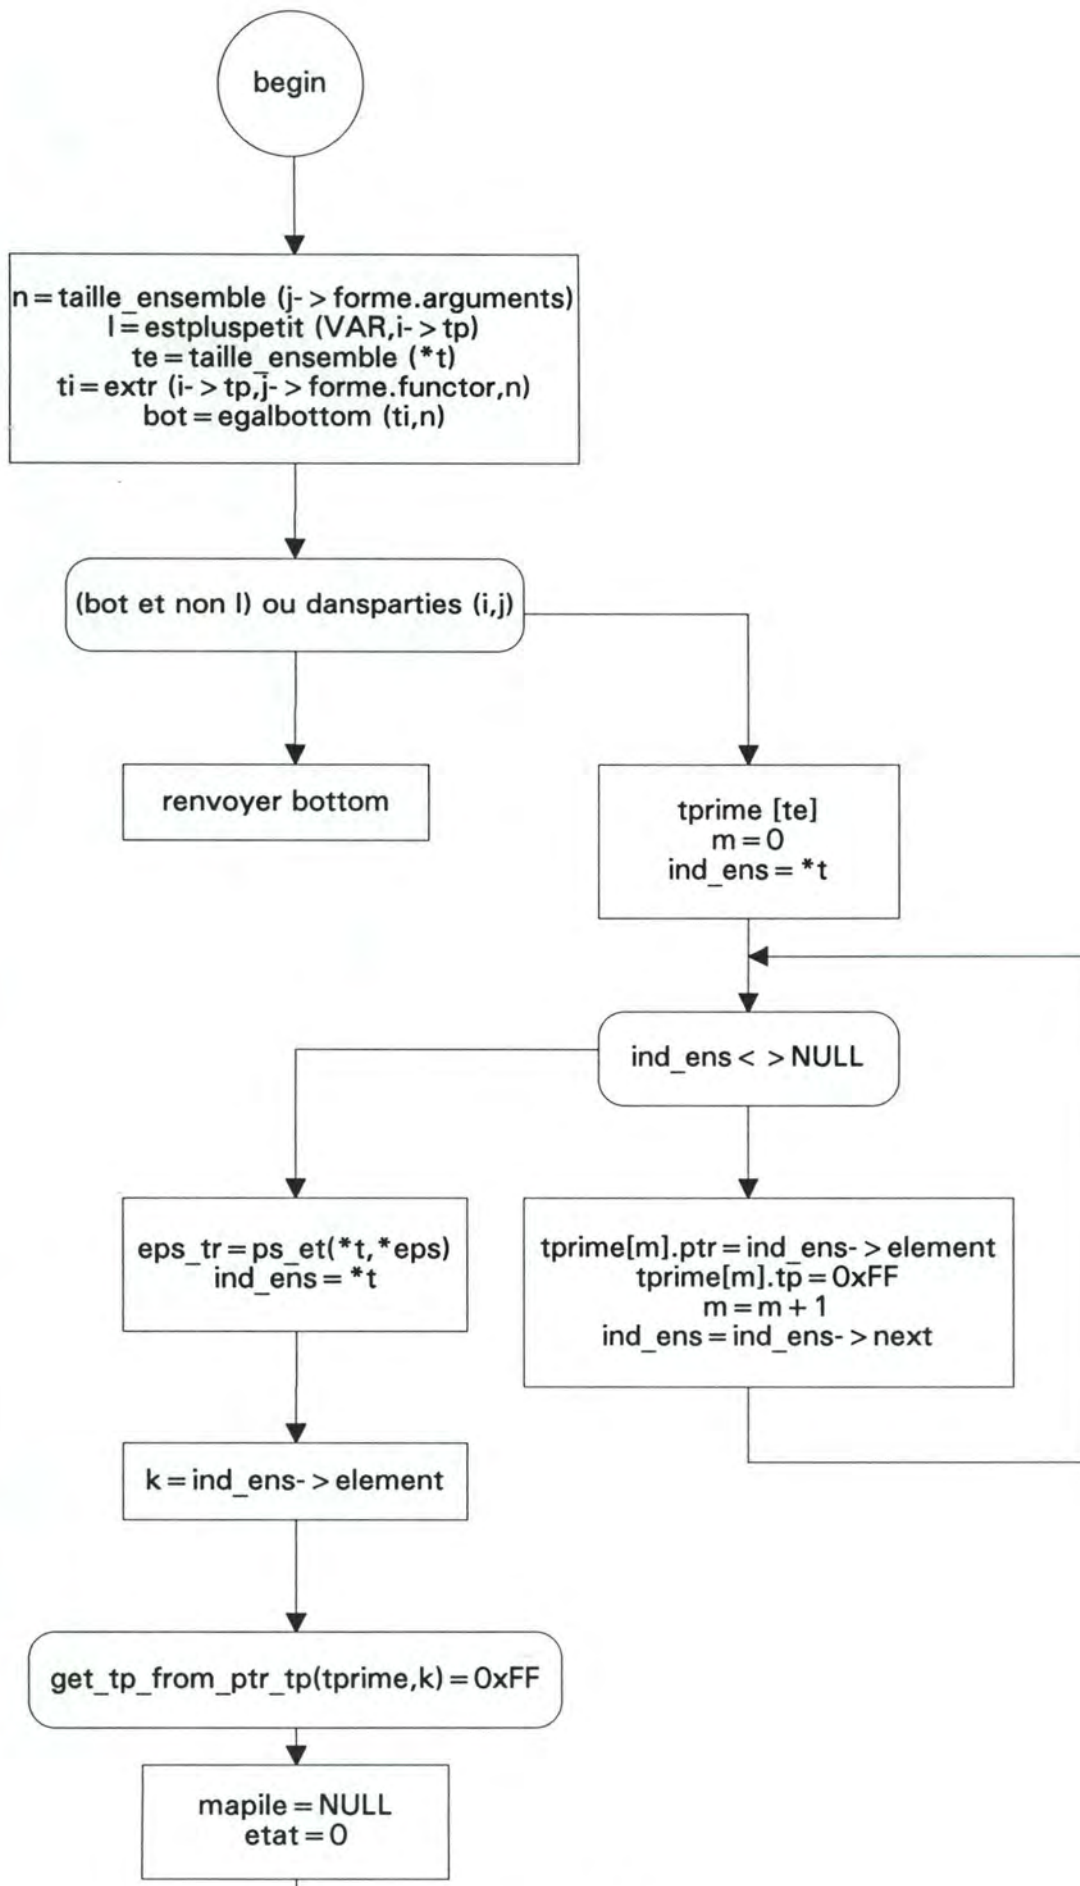 begin
n=taille_ensemble (j->forme.arguments)
l=estpluspetit (VAR,i->tp)
te=taille_ensemble (*t)
ti=extr (i->tp,j->forme.functor,n)
bot=egalbottom (ti,n)
(bot et non l) ou dansparties (i,j)
renvoyer bottom
tprime [te]
m=0
ind_ens=*t
ind_ens< >NULL
eps_tr=ps_et(*t,*eps)
ind_ens=*t
tprime[m].ptr=ind_ens->element
tprime[m].tp=0xFF
m=m+1
ind_ens=ind_ens->next
k=ind_ens->element
get_tp_from_ptr_tp(tprime,k)=0xFF
mapile=NULL
etat=0